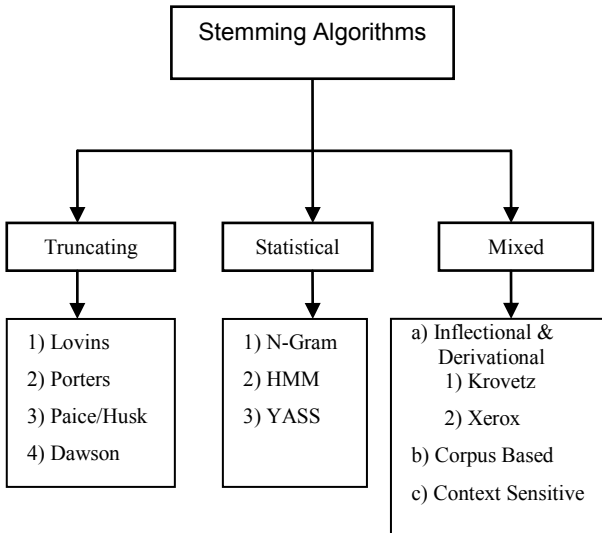 Stemming Algorithms
Truncating
Statistical
Mixed
1) Lovins
2) Porters
3) Paice/Husk
4) Dawson
1) N-Gram
2) HMM
3) YASS
a) Inflectional &
Derivational
1) Krovetz
2) Xerox
b) Corpus Based
c) Context Sensitive